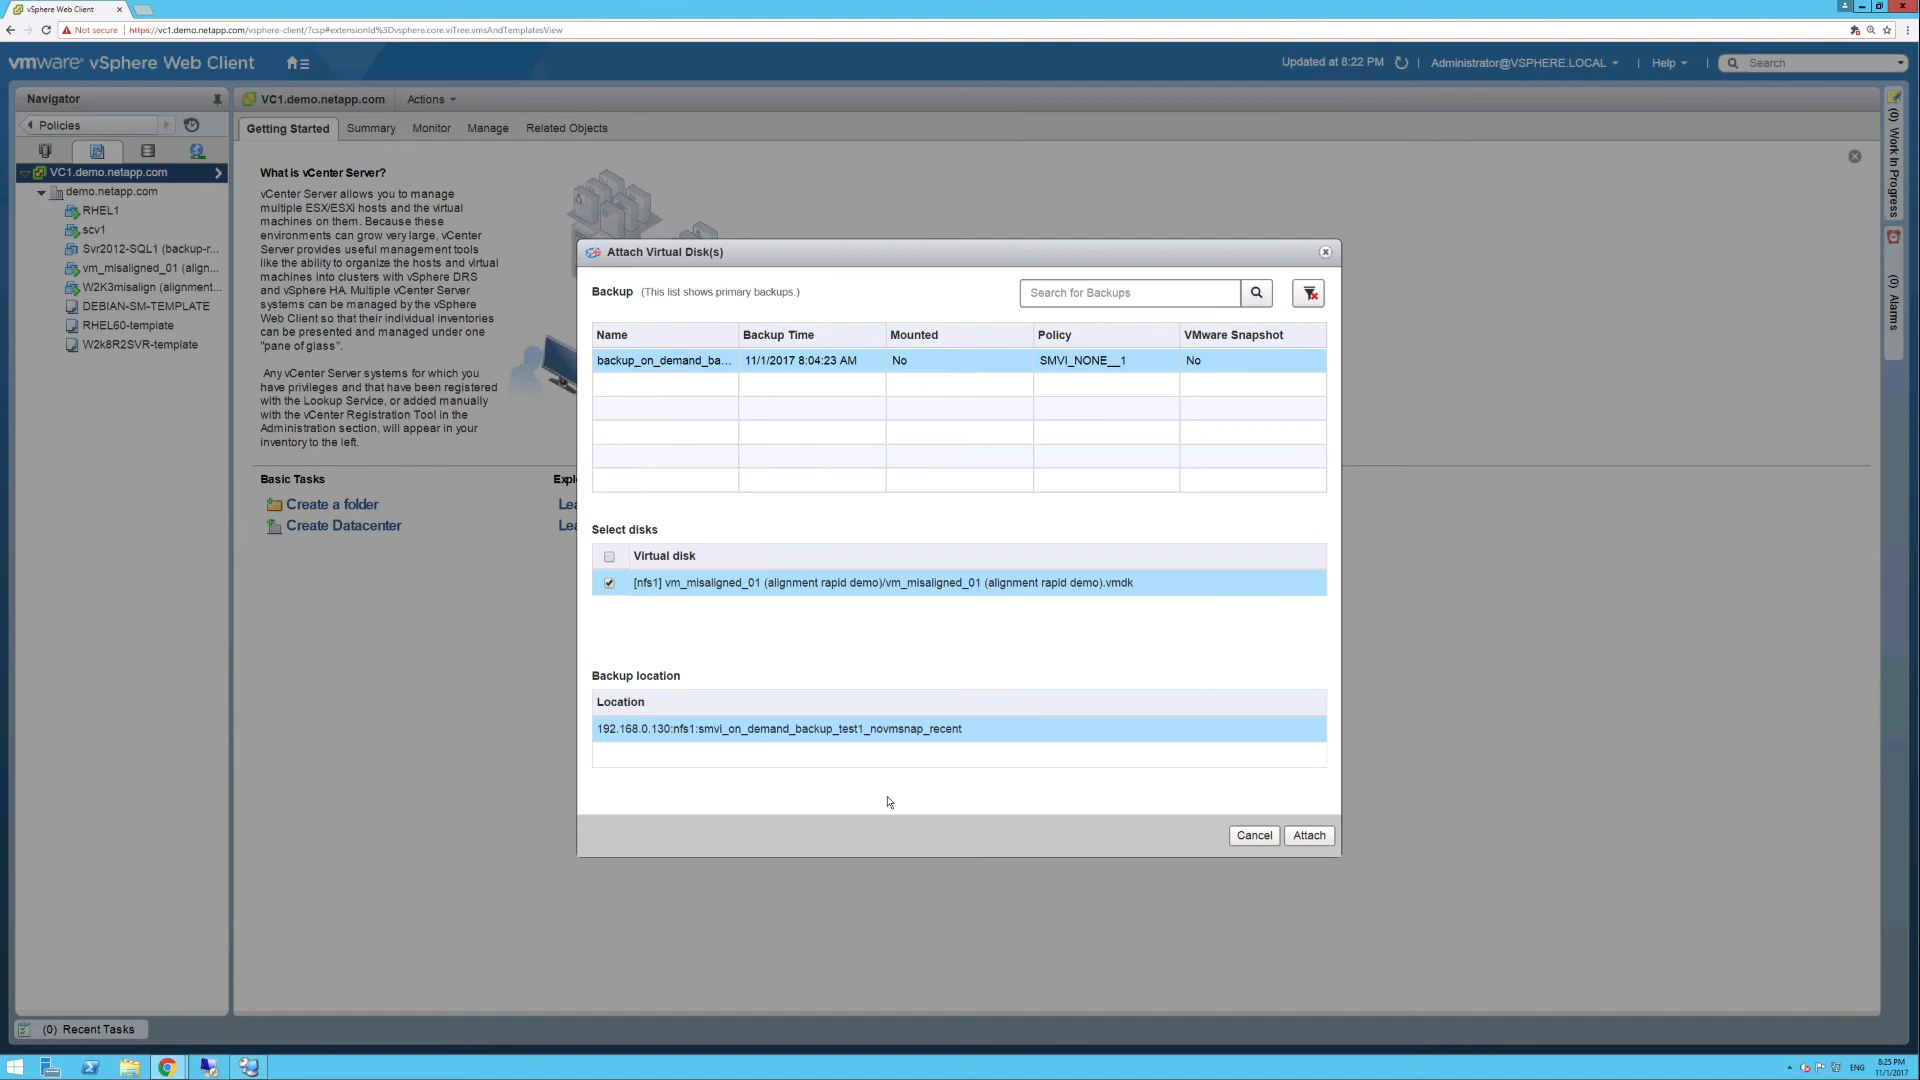 vSphere Web Client
Not secure | https://vc1.demo.netapp.com/vsphere-client/?csp#extensionId%3Dvsphere.core.viTree.vmsAndTemplatesView
vmware® vSphere Web Client
Updated at 8:22 PM | Administrator@VSPHERE.LOCAL | Help | Search
Navigator
VC1.demo.netapp.com Actions
Policies
Getting Started Summary Monitor Manage Related Objects
VC1.demo.netapp.com
demo.netapp.com
RHEL1
scv1
Svr2012-SQL1 (backup-r...
vm_misaligned_01 (align...
W2K3misalign (alignment...
DEBIAN-SM-TEMPLATE
RHEL60-template
W2k8R2SVR-template
What is vCenter Server?
vCenter Server allows you to manage
multiple ESX/ESXi hosts and the virtual
machines on them. Because these
environments can grow very large, vCenter
Server provides useful management tools
like the ability to organize the hosts and virtual
machines into clusters with vSphere DRS
and vSphere HA. Multiple vCenter Server
systems can be managed by the vSphere
Web Client so that their individual inventories
can be presented and managed under one
"pane of glass".
Any vCenter Server systems for which you
have privileges and that have been registered
with the Lookup Service, or added manually
with the vCenter Registration Tool in the
Administration section, will appear in your
inventory to the left.
Basic Tasks
Expl
Create a folder
Lea
Create Datacenter
Lea
Attach Virtual Disk(s)
Backup (This list shows primary backups.)
Search for Backups
Name Backup Time Mounted Policy VMware Snapshot
backup_on_demand_ba... 11/1/2017 8:04:23 AM No SMVI_NONE__1 No
Select disks
Virtual disk
[nfs1] vm_misaligned_01 (alignment rapid demo)/vm_misaligned_01 (alignment rapid demo).vmdk
Backup location
Location
192.168.0.130:nfs1:smvi_on_demand_backup_test1_novmsnap_recent
Cancel Attach
(0) Work In Progress
(0) Alarms
(0) Recent Tasks
ENG
8:25 PM
11/1/2017